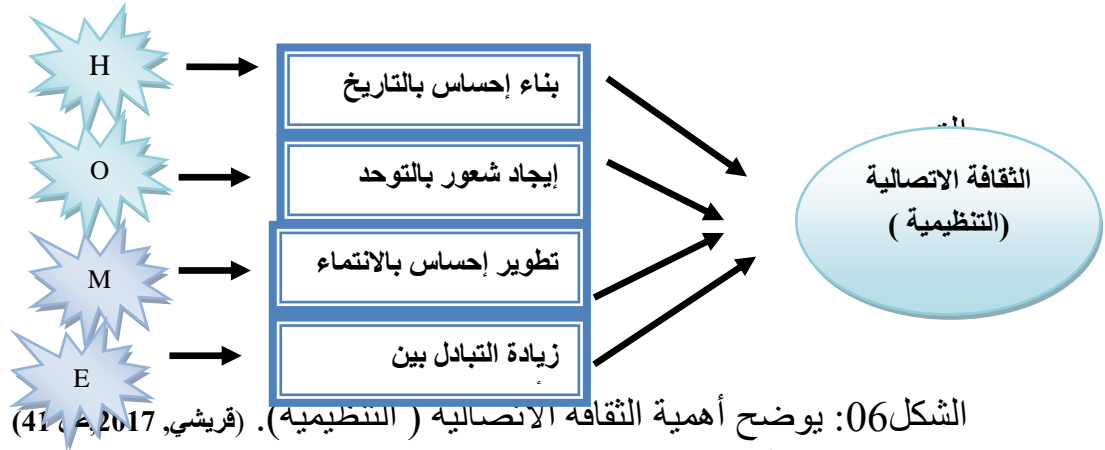 H
بناء إحساس بالتاريخ
O
إيجاد شعور بالتوحد
M
تطوير إحساس بالانتماء
E
زيادة التبادل بين
الثقافة الاتصالية
(التنظيمية )
الشكل06: يوضح أهمية الثقافة الاتصالية ( التنظيمية). (قريشي, 2017,ص 41)